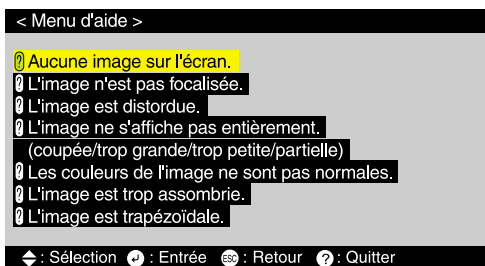 < Menu d'aide >
Aucune image sur l'écran.
L'image n'est pas focalisée.
L'image est distordue.
L'image ne s'affiche pas entièrement.
(coupée/trop grande/trop petite/partielle)
Les couleurs de l'image ne sont pas normales.
L'image est trop assombrie.
L'image est trapézoïdale.
: Sélection : Entrée ESC : Retour ? : Quitter